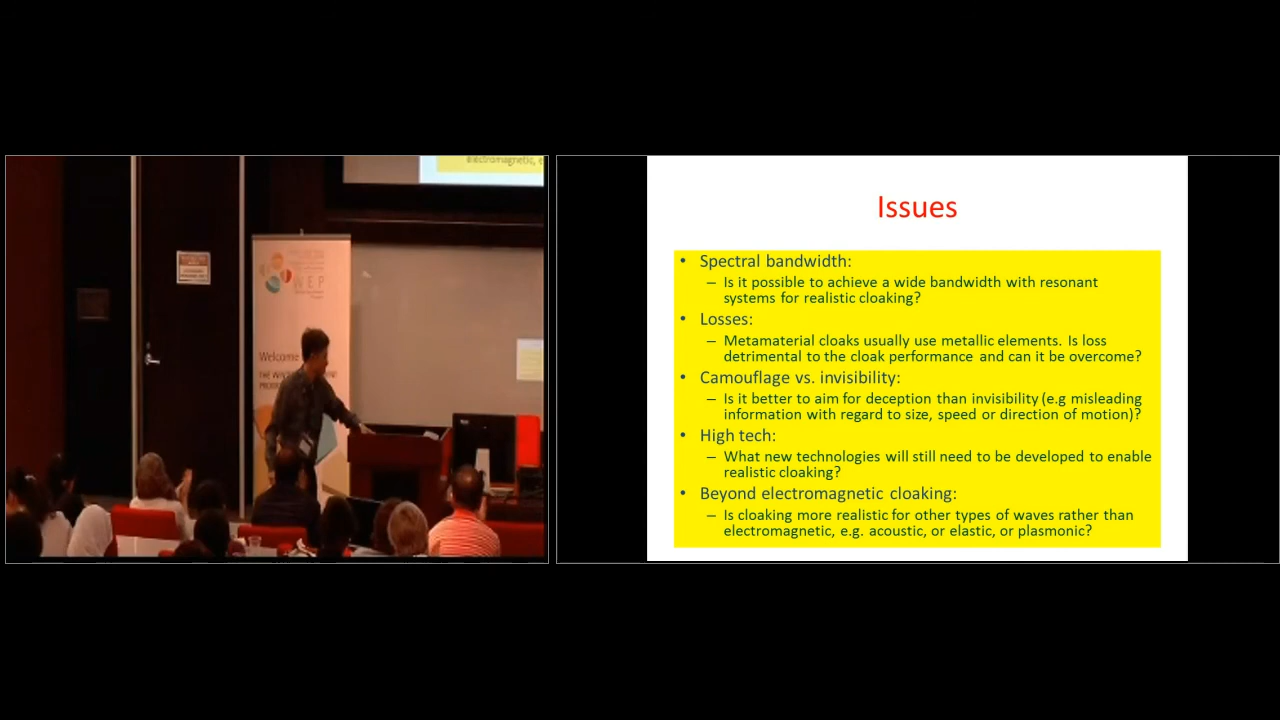 electromagnetic, e
W E P
Welcome
Issues
• Spectral bandwidth:
– Is it possible to achieve a wide bandwidth with resonant
systems for realistic cloaking?
• Losses:
– Metamaterial cloaks usually use metallic elements. Is loss
detrimental to the cloak performance and can it be overcome?
• Camouflage vs. invisibility:
– Is it better to aim for deception than invisibility (e.g misleading
information with regard to size, speed or direction of motion)?
• High tech:
– What new technologies will still need to be developed to enable
realistic cloaking?
• Beyond electromagnetic cloaking:
– Is cloaking more realistic for other types of waves rather than
electromagnetic, e.g. acoustic, or elastic, or plasmonic?